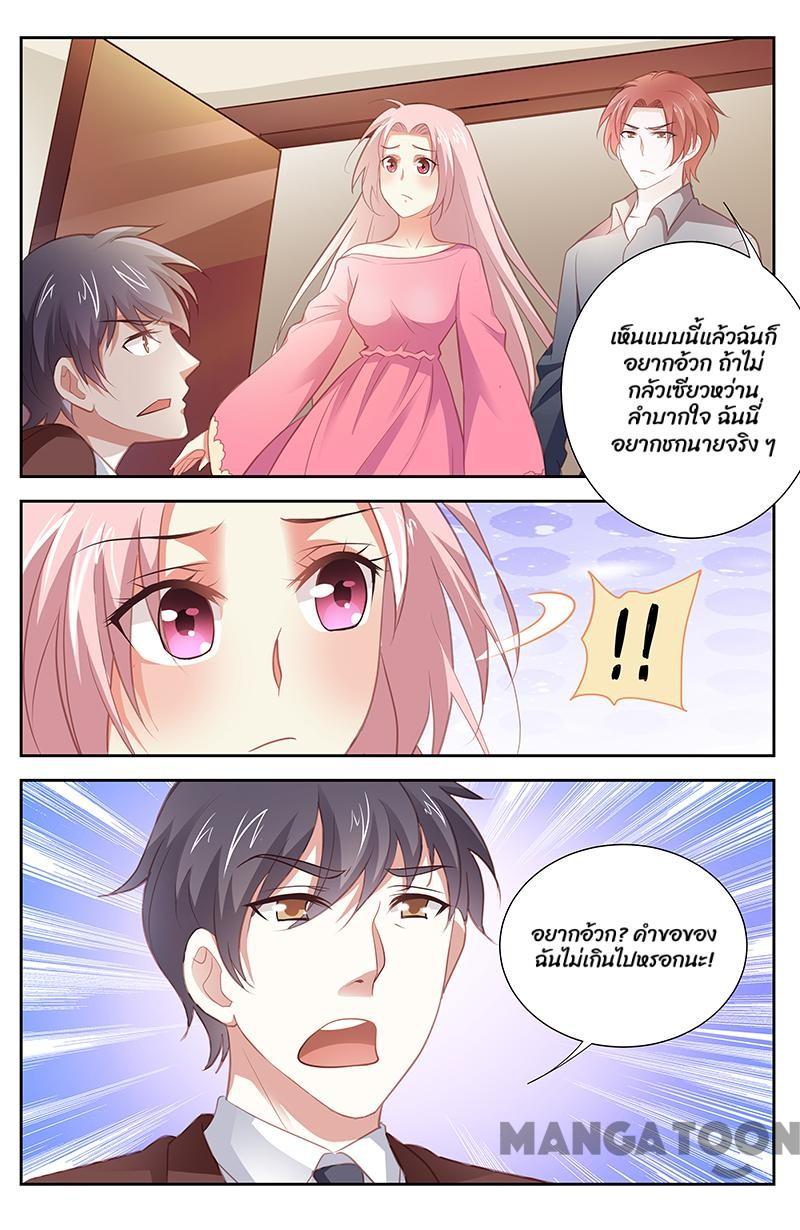 เห็นแบบนี้แล้วฉันก็
อยากอ้วก ถ้าไม่
กลัวเซียวหว่าน
ลำบากใจ ฉันนี่
อยากชกนายจริง ๆ
!!
อยากอ้วก? คำขอของ
ฉันไม่เกินไปหรอกนะ!
MANGATOON